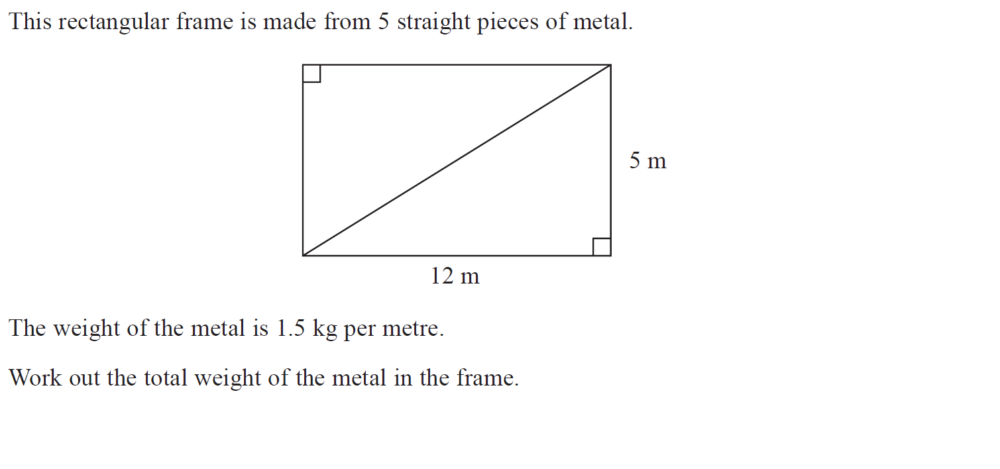 This rectangular frame is made from 5 straight pieces of metal.
5 m
12 m
The weight of the metal is 1.5 kg per metre.
Work out the total weight of the metal in the frame.